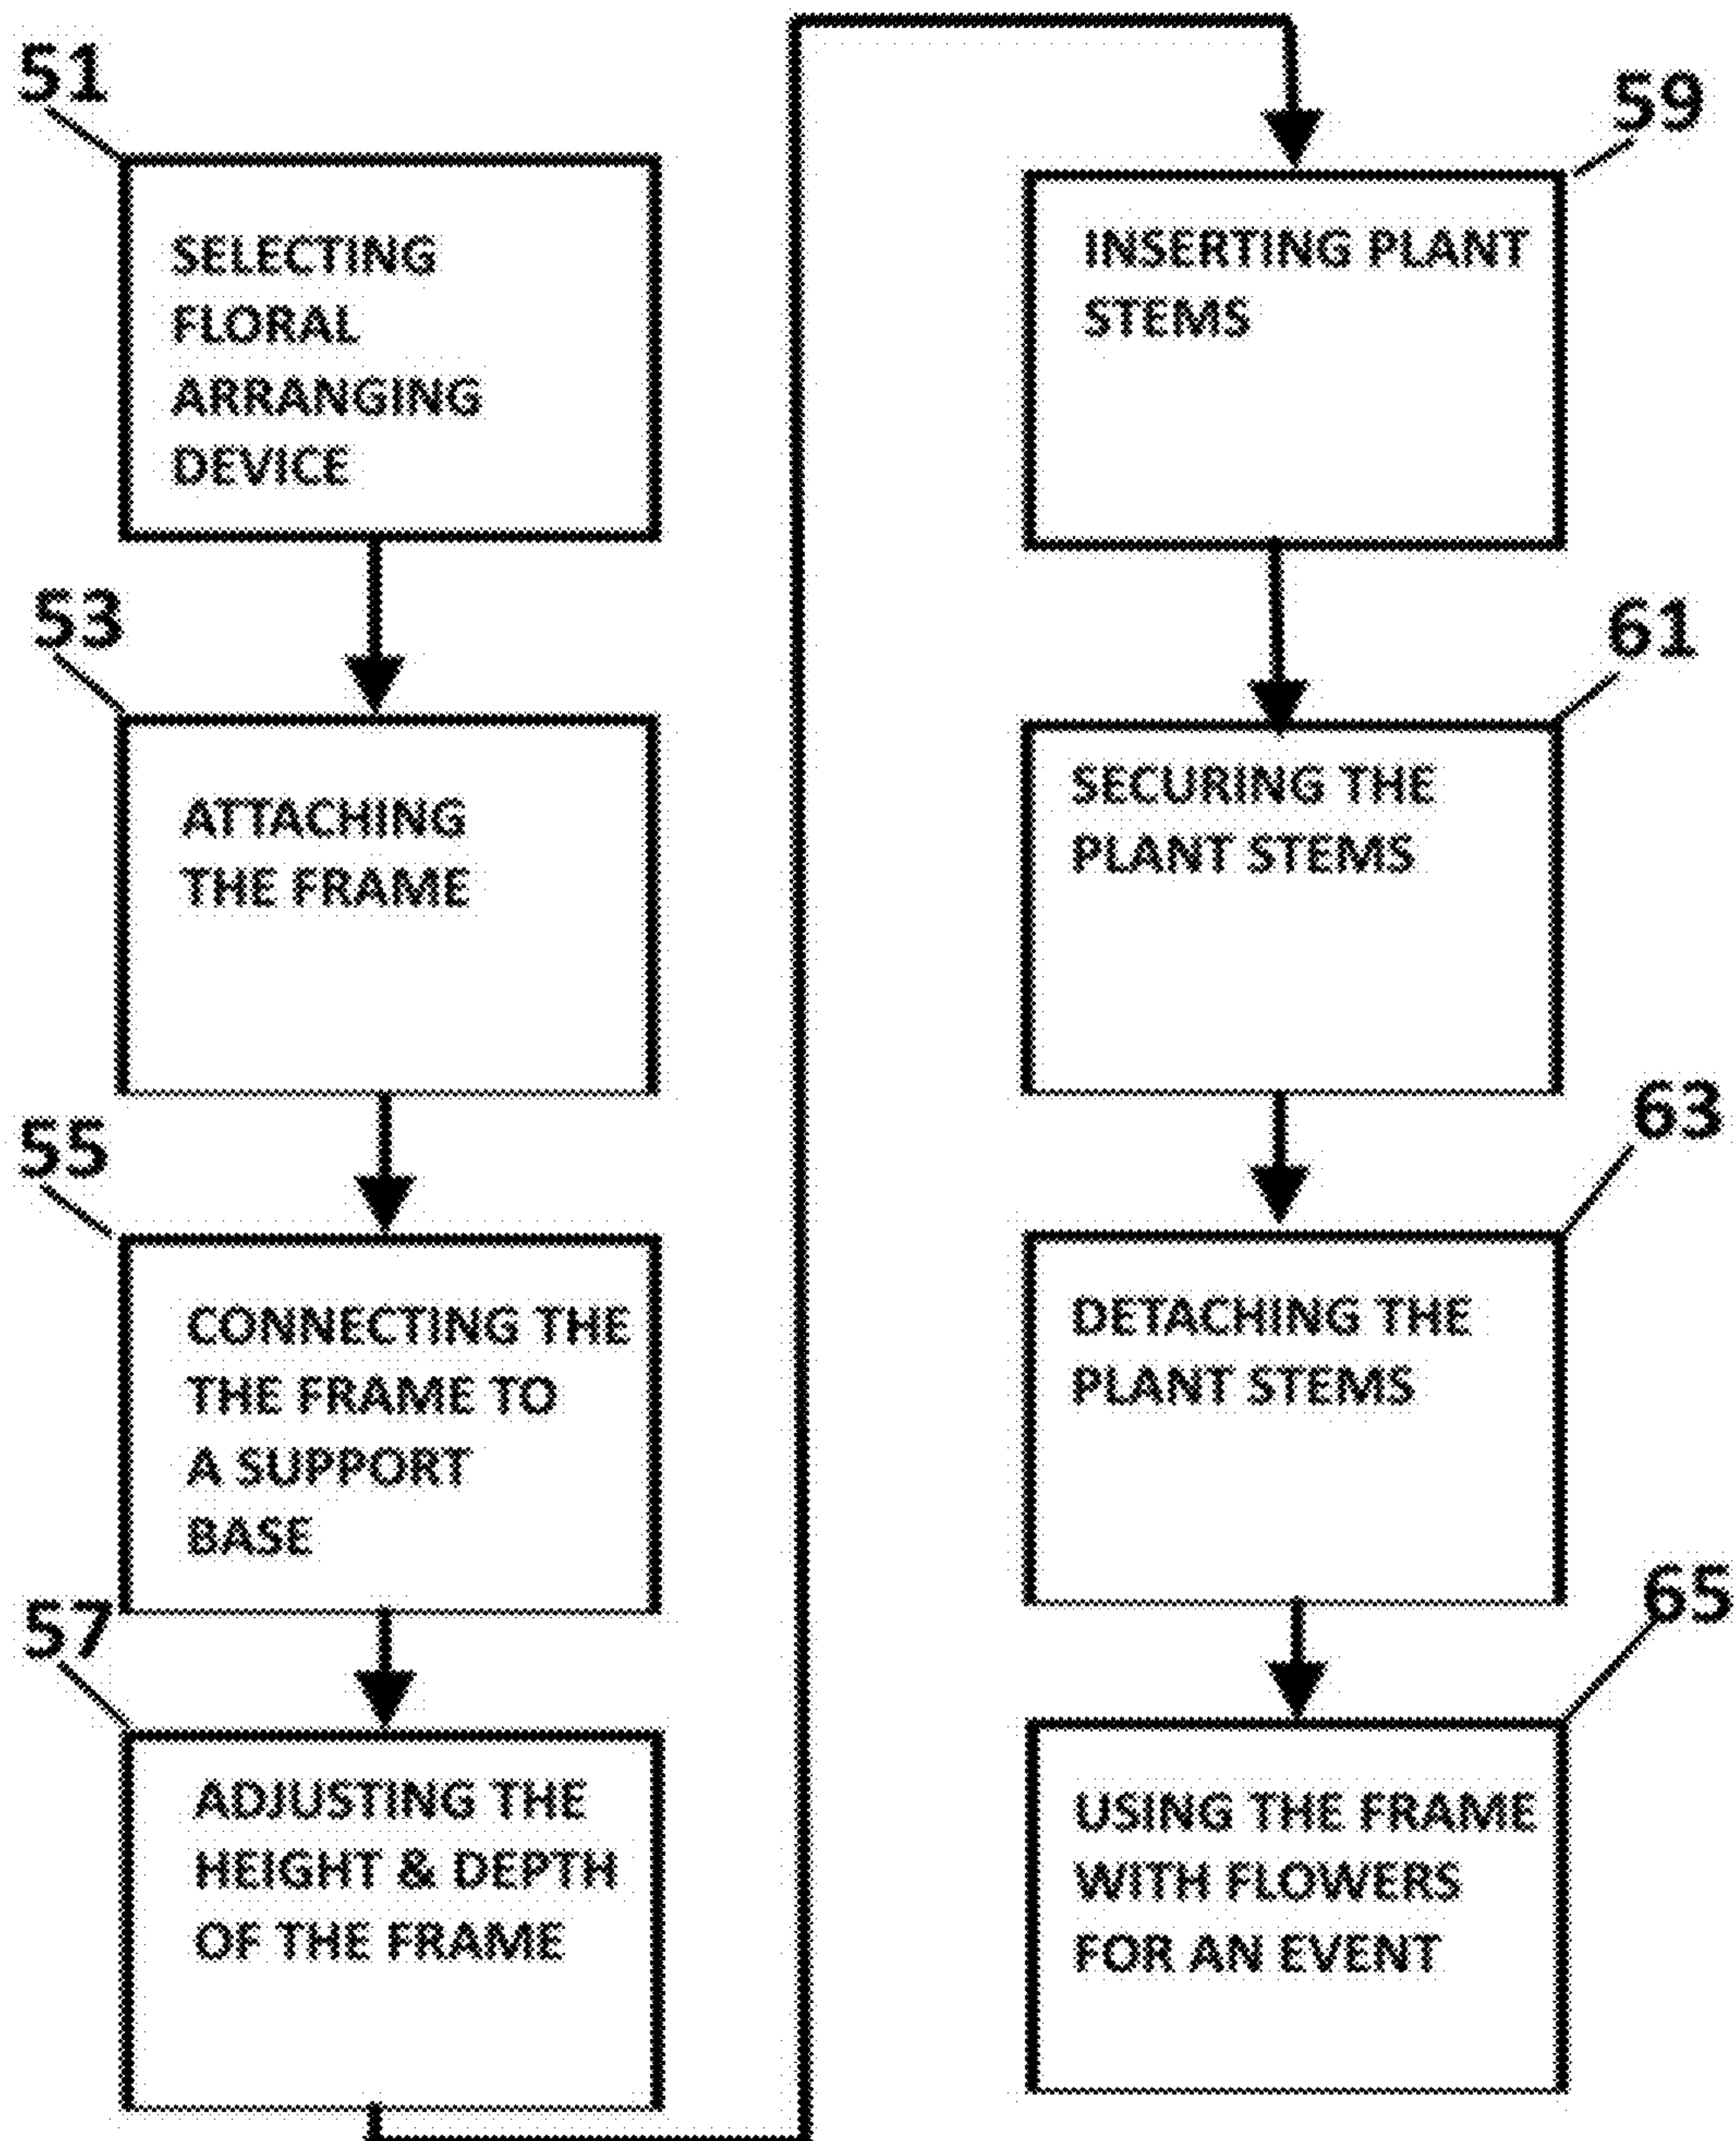 51
SELECTING
FLORAL
ARRANGING
DEVICE
53
ATTACHING
THE FRAME
55
CONNECTING THE
THE FRAME TO
A SUPPORT
BASE
57
ADJUSTING THE
HEIGHT & DEPTH
OF THE FRAME
59
INSERTING PLANT
STEMS
61
SECURING THE
PLANT STEMS
63
DETACHING THE
PLANT STEMS
65
USING THE FRAME
WITH FLOWERS
FOR AN EVENT